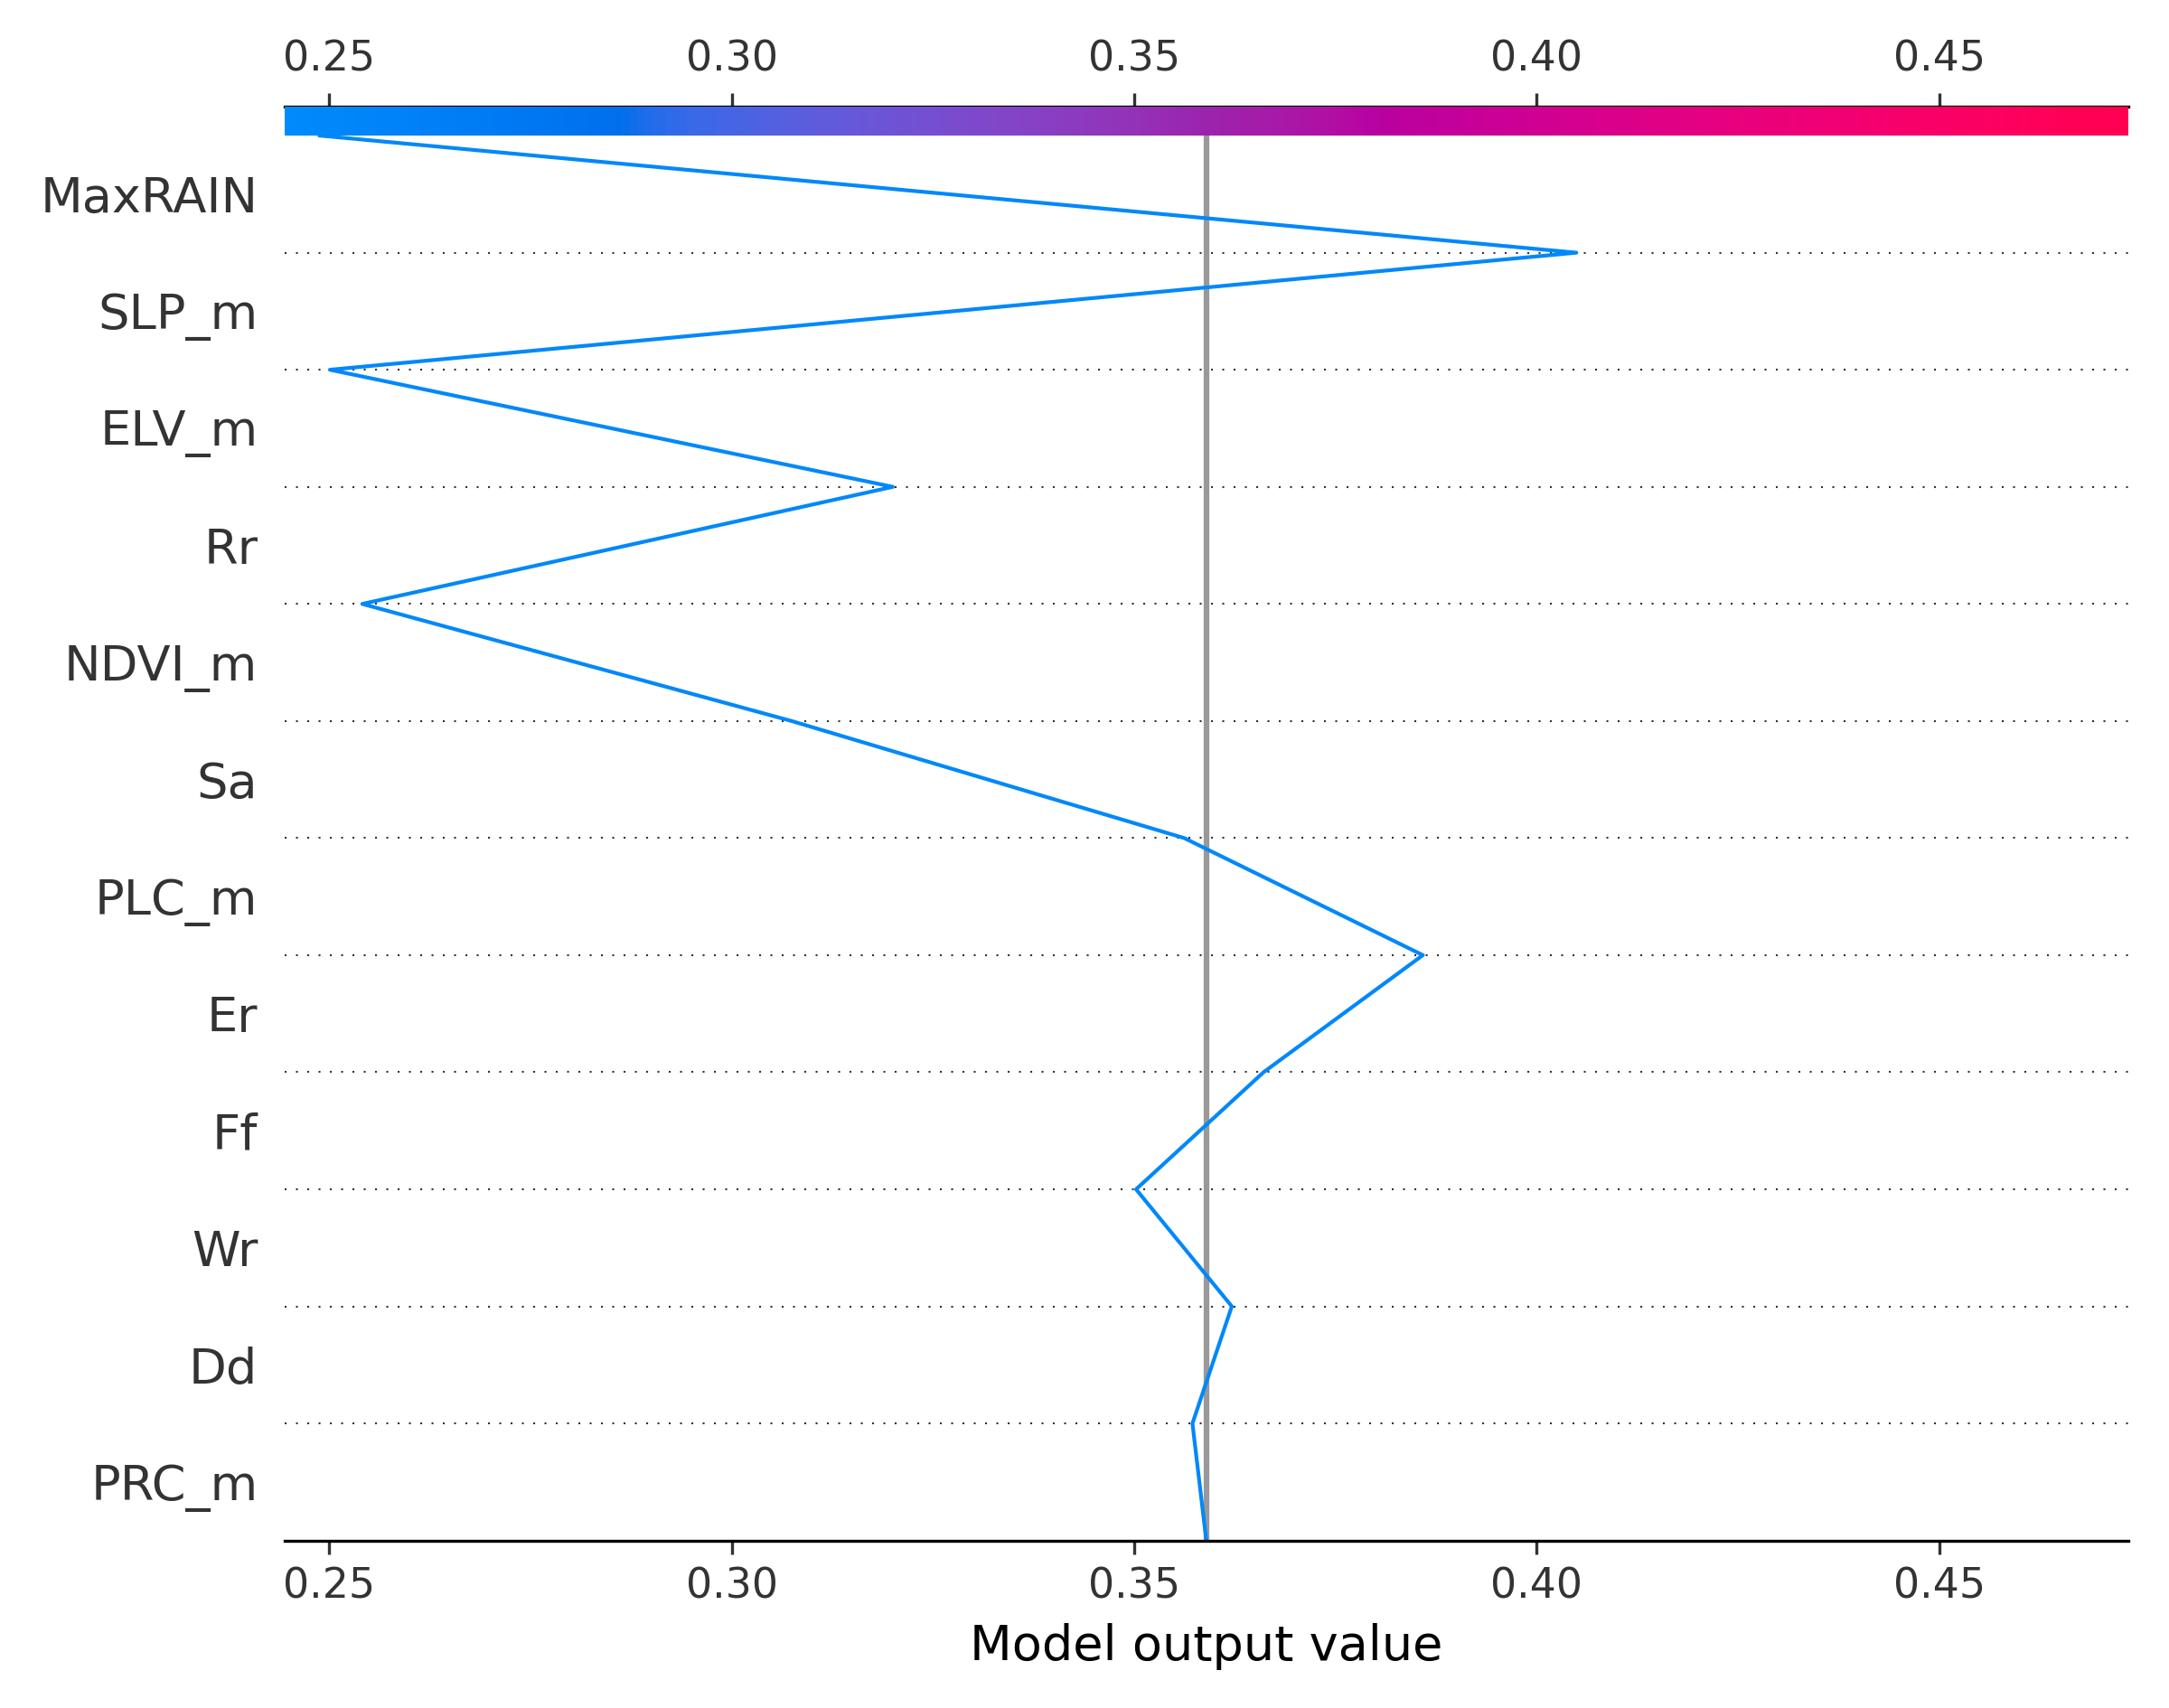 0.25 0.30 0.35 0.40 0.45
MaxRAIN
SLP_m
ELV_m
Rr
NDVI_m
Sa
PLC_m
Er
Ff
Wr
Dd
PRC_m
0.25 0.30 0.35 0.40 0.45
Model output value